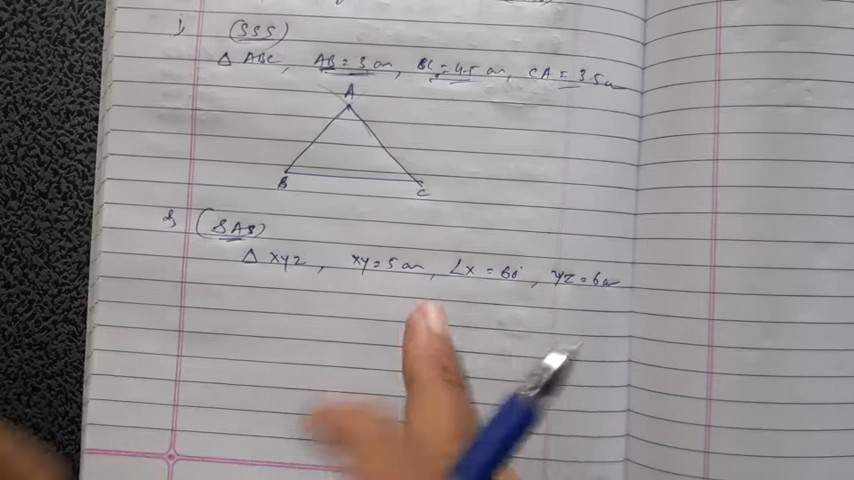 1) (SSS)
△ ABC, AB = 3 cm, BC = 4.5 cm, CA = 3.5 cm
A
B
C
2) (SAS)
△ XYZ, XY = 5 cm, ∠X = 60°, YZ = 6 cm